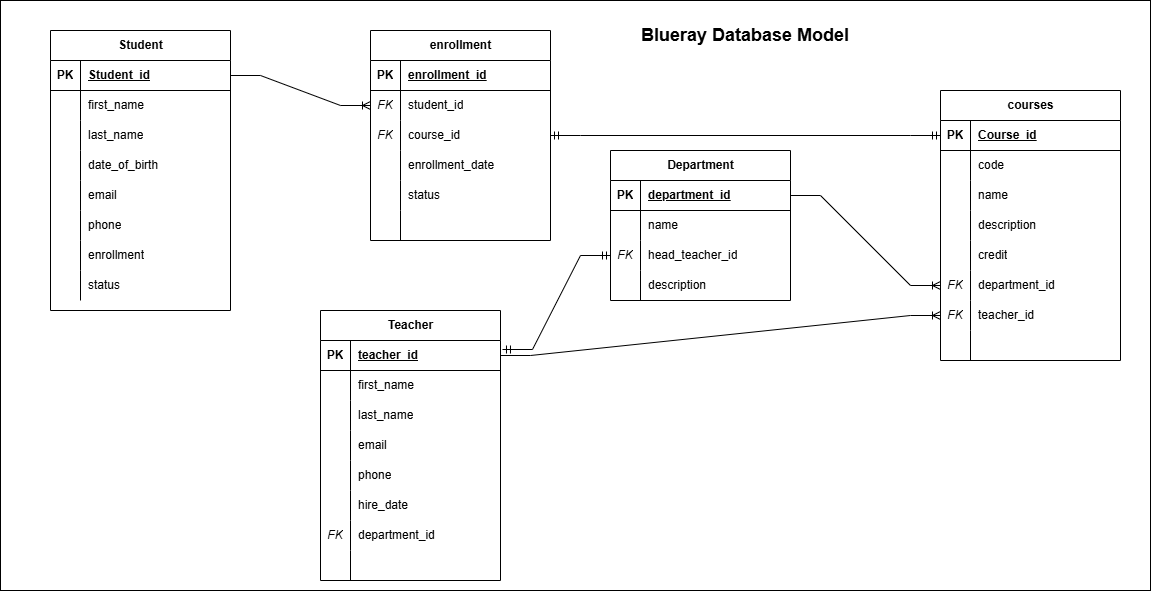 Blueray Database Model
Student
PK Student_id
first_name
last_name
date_of_birth
email
phone
enrollment
status
enrollment
PK enrollment_id
FK student_id
FK course_id
enrollment_date
status
Department
PK department_id
name
FK head_teacher_id
description
courses
PK Course_id
code
name
description
credit
FK department_id
FK teacher_id
Teacher
PK teacher_id
first_name
last_name
email
phone
hire_date
FK department_id